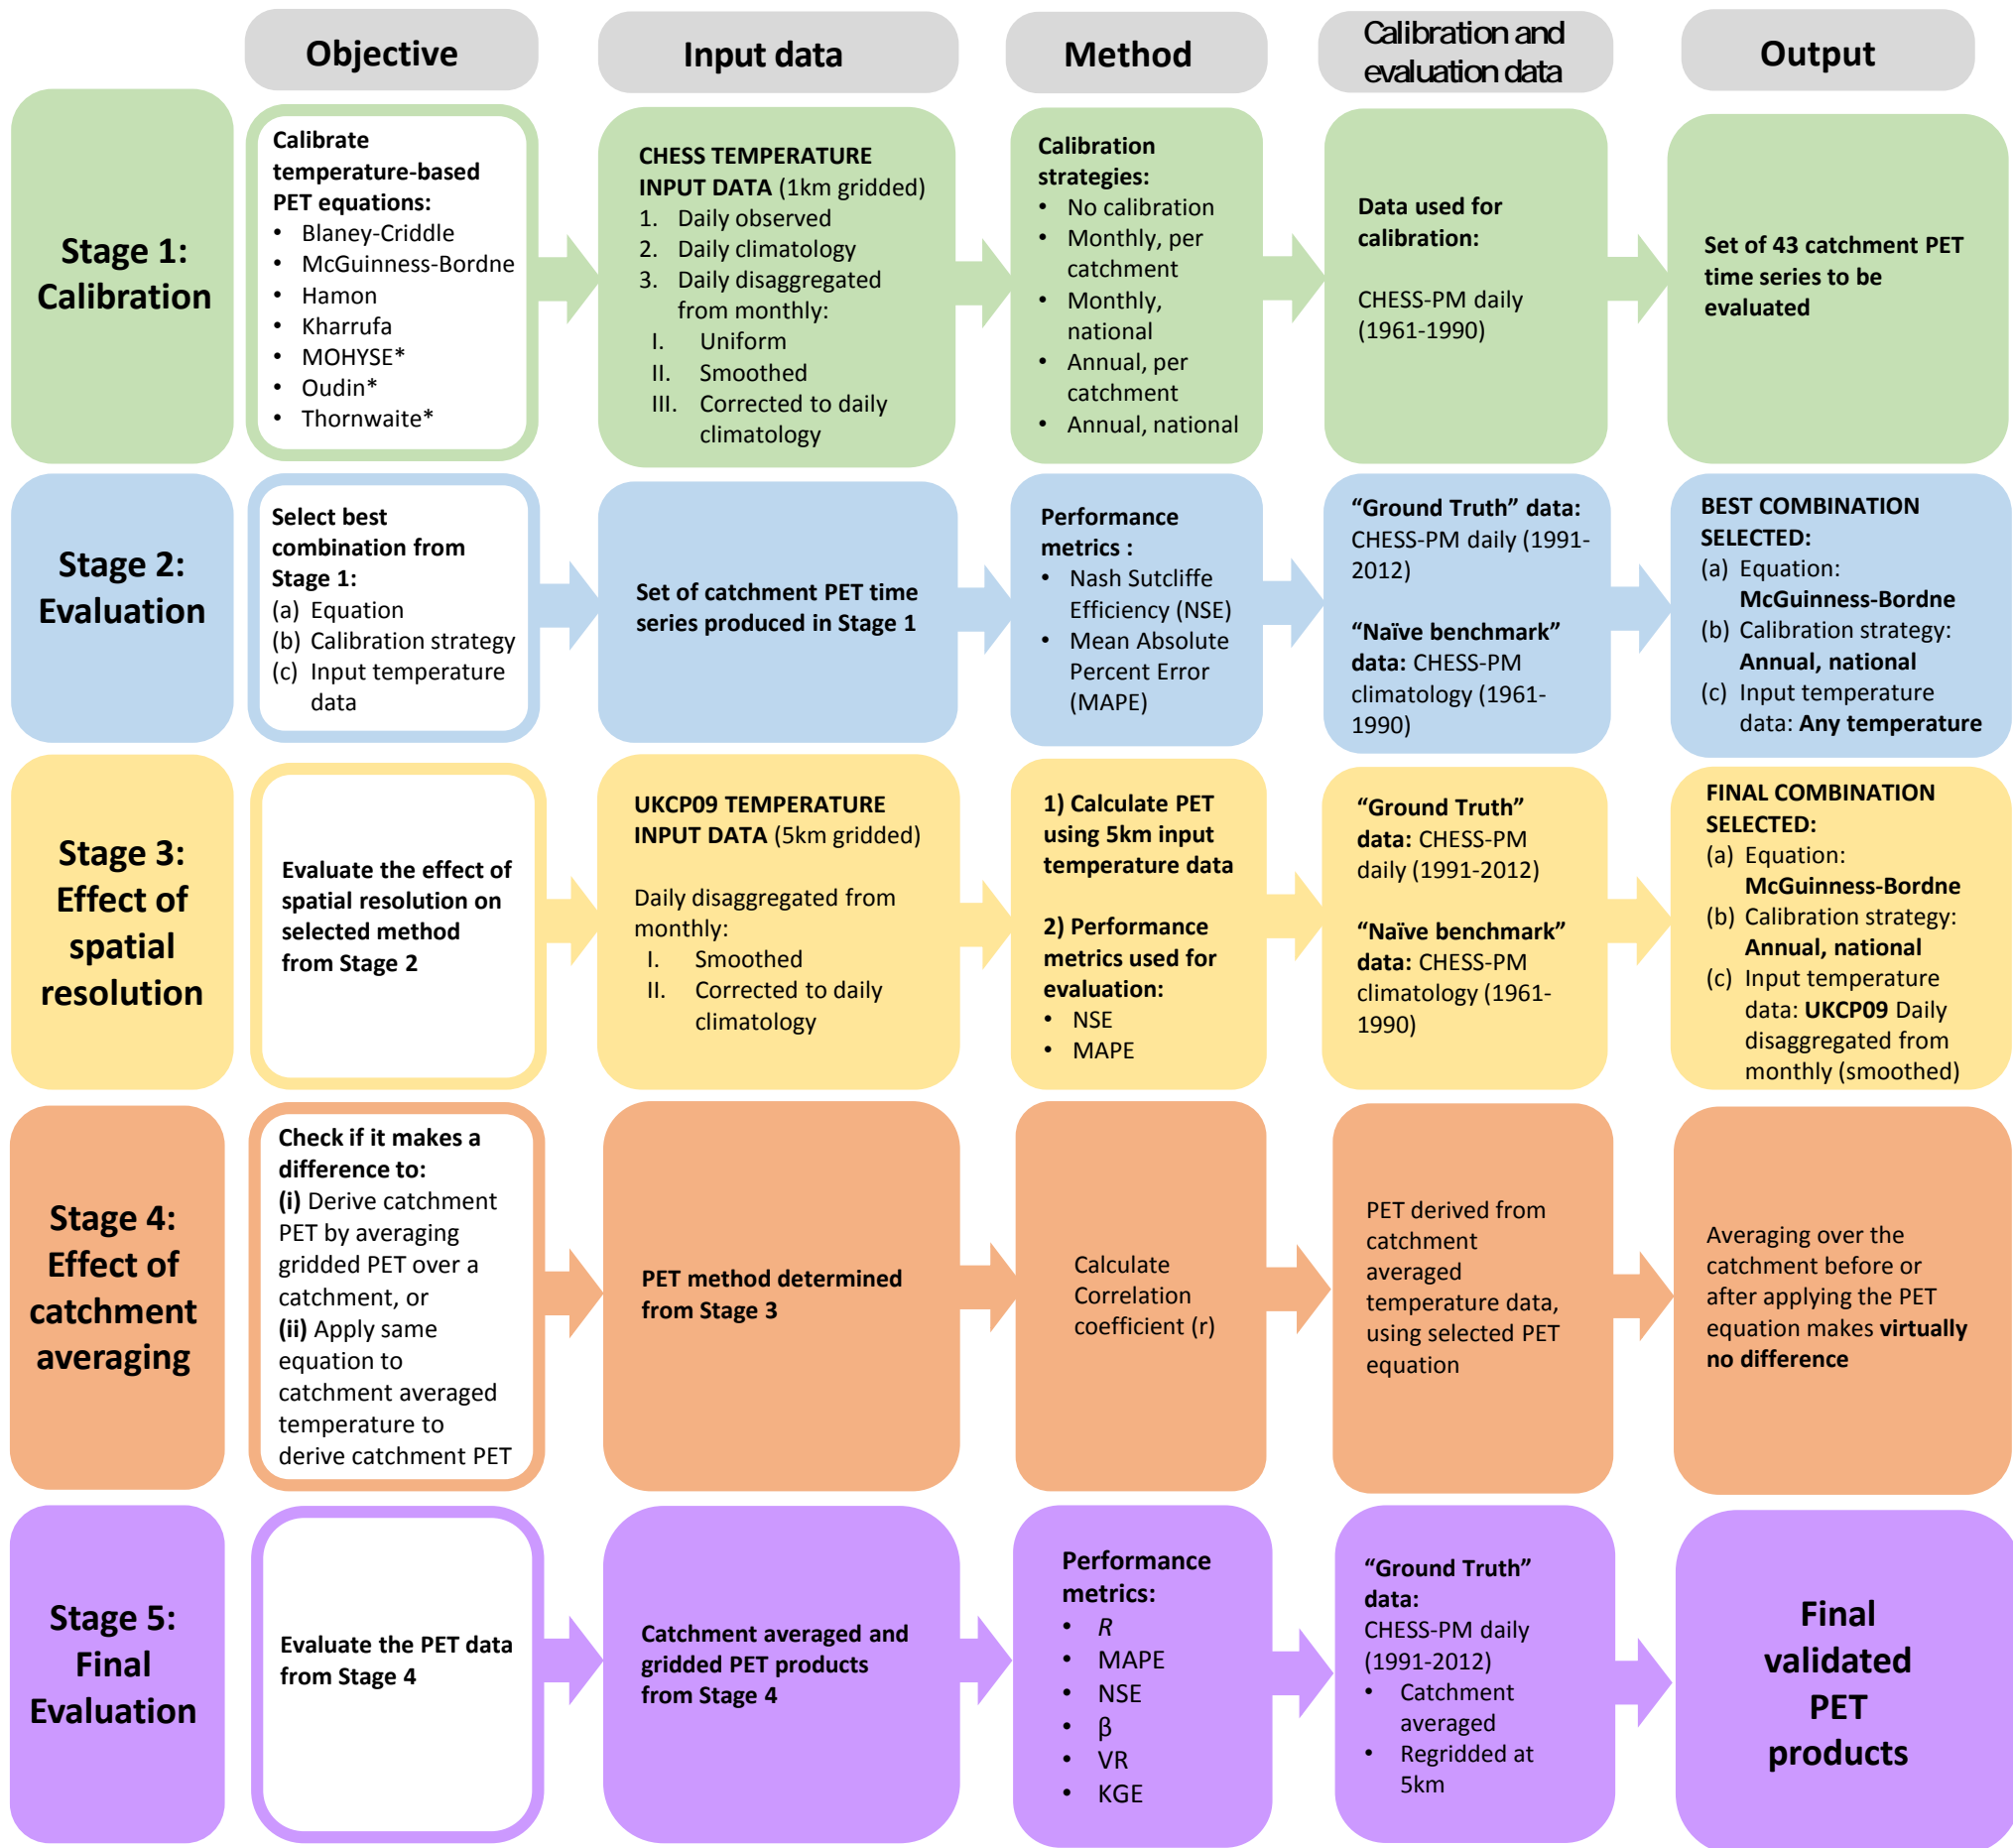 Objective
Input data
Method
Calibration and
evaluation data
Output
Stage 1:
Calibration
Calibrate
temperature-based
PET equations:
• Blaney-Criddle
• McGuinness-Bordne
• Hamon
• Kharrufa
• MOHYSE*
• Oudin*
• Thornwaite*
CHESS TEMPERATURE
INPUT DATA (1km gridded)
1. Daily observed
2. Daily climatology
3. Daily disaggregated
from monthly:
I. Uniform
II. Smoothed
III. Corrected to daily
climatology
Calibration
strategies:
• No calibration
• Monthly, per
catchment
• Monthly,
national
• Annual, per
catchment
• Annual, national
Data used for
calibration:
CHESS-PM daily
(1961-1990)
Set of 43 catchment PET
time series to be
evaluated
Stage 2:
Evaluation
Select best
combination from
Stage 1:
(a) Equation
(b) Calibration strategy
(c) Input temperature
data
Set of catchment PET time
series produced in Stage 1
Performance
metrics :
• Nash Sutcliffe
Efficiency (NSE)
• Mean Absolute
Percent Error
(MAPE)
“Ground Truth” data:
CHESS-PM daily (1991-
2012)
“Naïve benchmark”
data: CHESS-PM
climatology (1961-
1990)
BEST COMBINATION
SELECTED:
(a) Equation:
McGuinness-Bordne
(b) Calibration strategy:
Annual, national
(c) Input temperature
data: Any temperature
Stage 3:
Effect of
spatial
resolution
Evaluate the effect of
spatial resolution on
selected method
from Stage 2
UKCP09 TEMPERATURE
INPUT DATA (5km gridded)
Daily disaggregated from
monthly:
I. Smoothed
II. Corrected to daily
climatology
1) Calculate PET
using 5km input
temperature data
2) Performance
metrics used for
evaluation:
• NSE
• MAPE
“Ground Truth”
data: CHESS-PM
daily (1991-2012)
“Naïve benchmark”
data: CHESS-PM
climatology (1961-
1990)
FINAL COMBINATION
SELECTED:
(a) Equation:
McGuinness-Bordne
(b) Calibration strategy:
Annual, national
(c) Input temperature
data: UKCP09 Daily
disaggregated from
monthly (smoothed)
Stage 4:
Effect of
catchment
averaging
Check if it makes a
difference to:
(i) Derive catchment
PET by averaging
gridded PET over a
catchment, or
(ii) Apply same
equation to
catchment averaged
temperature to
derive catchment PET
PET method determined
from Stage 3
Calculate
Correlation
coefficient (r)
PET derived from
catchment
averaged
temperature data,
using selected PET
equation
Averaging over the
catchment before or
after applying the PET
equation makes virtually
no difference
Stage 5:
Final
Evaluation
Evaluate the PET data
from Stage 4
Catchment averaged and
gridded PET products
from Stage 4
Performance
metrics:
• R
• MAPE
• NSE
• β
• VR
• KGE
“Ground Truth”
data:
CHESS-PM daily
(1991-2012)
• Catchment
averaged
• Regridded at
5km
Final
validated
PET
products